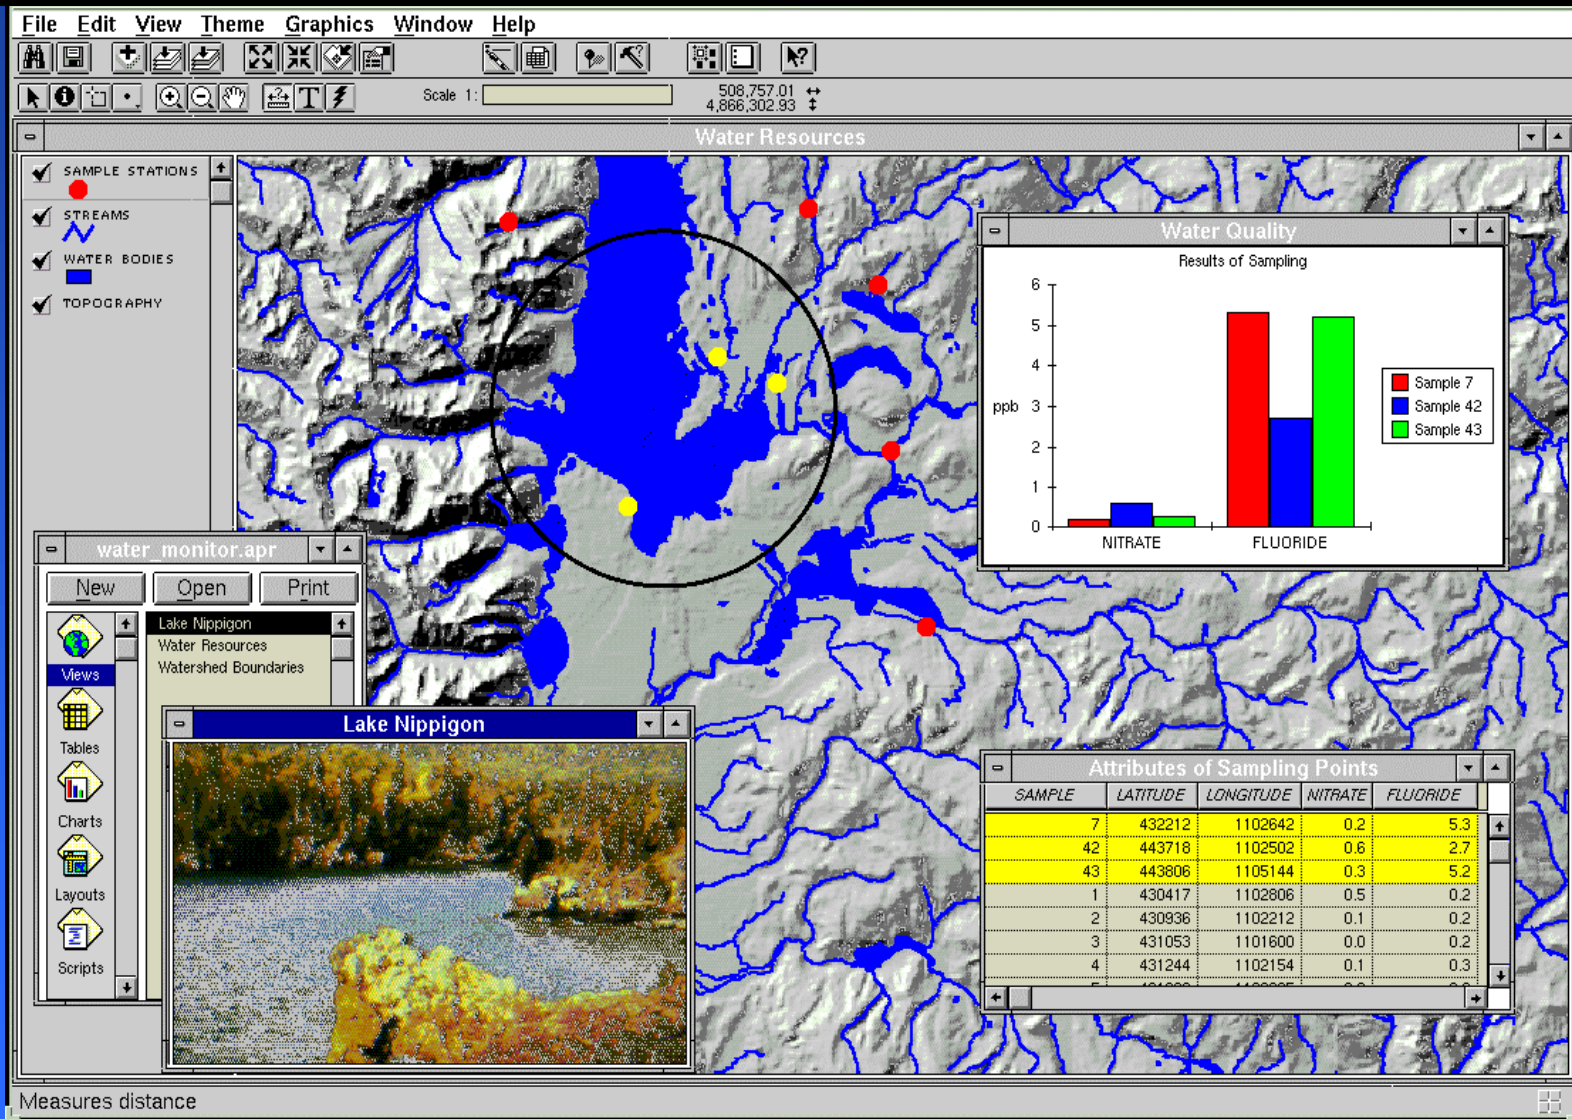 File Edit View Theme Graphics Window Help
Scale 1:
508,757.01
4,866,302.93
Water Resources
SAMPLE STATIONS
STREAMS
WATER BODIES
TOPOGRAPHY
Water Quality
Results of Sampling
6
5
4
ppb 3
2
1
0
NITRATE FLUORIDE
Sample 7
Sample 42
Sample 43
water_monitor.apr
New Open Print
Views
Tables
Charts
Layouts
Scripts
Lake Nippigon
Water Resources
Watershed Boundaries
Lake Nippigon
Attributes of Sampling Points
SAMPLE LATITUDE LONGITUDE NITRATE FLUORIDE
7 432212 1102642 0.2 5.3
42 443718 1102502 0.6 2.7
43 443806 1105144 0.3 5.2
1 430417 1102806 0.5 0.2
2 430936 1102212 0.1 0.2
3 431053 1101600 0.0 0.2
4 431244 1102154 0.1 0.3
Measures distance